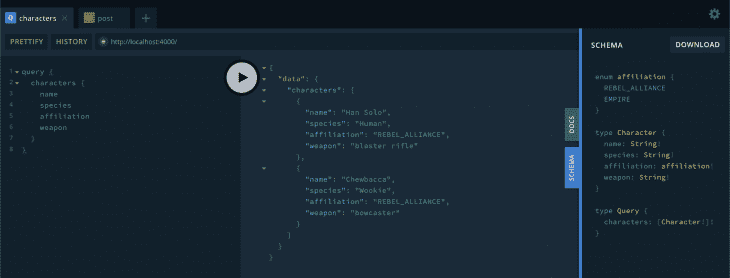 Q characters ×
post
+
PRETTIFY HISTORY http://localhost:4000/
1 query {
2 characters {
3 name
4 species
5 affiliation
6 weapon
7 }
8 }
{
"data": {
"characters": [
{
"name": "Han Solo",
"species": "Human",
"affiliation": "REBEL_ALLIANCE",
"weapon": "Blaster rifle"
},
{
"name": "Chewbacca",
"species": "Wookie",
"affiliation": "REBEL_ALLIANCE",
"weapon": "bowcaster"
}
]
}
}
DOCS
SCHEMA
SCHEMA DOWNLOAD
enum affiliation {
REBEL_ALLIANCE
EMPIRE
}
type Character {
name: String!
species: String!
affiliation: affiliation!
weapon: String!
}
type Query {
characters: [Character!]!
}